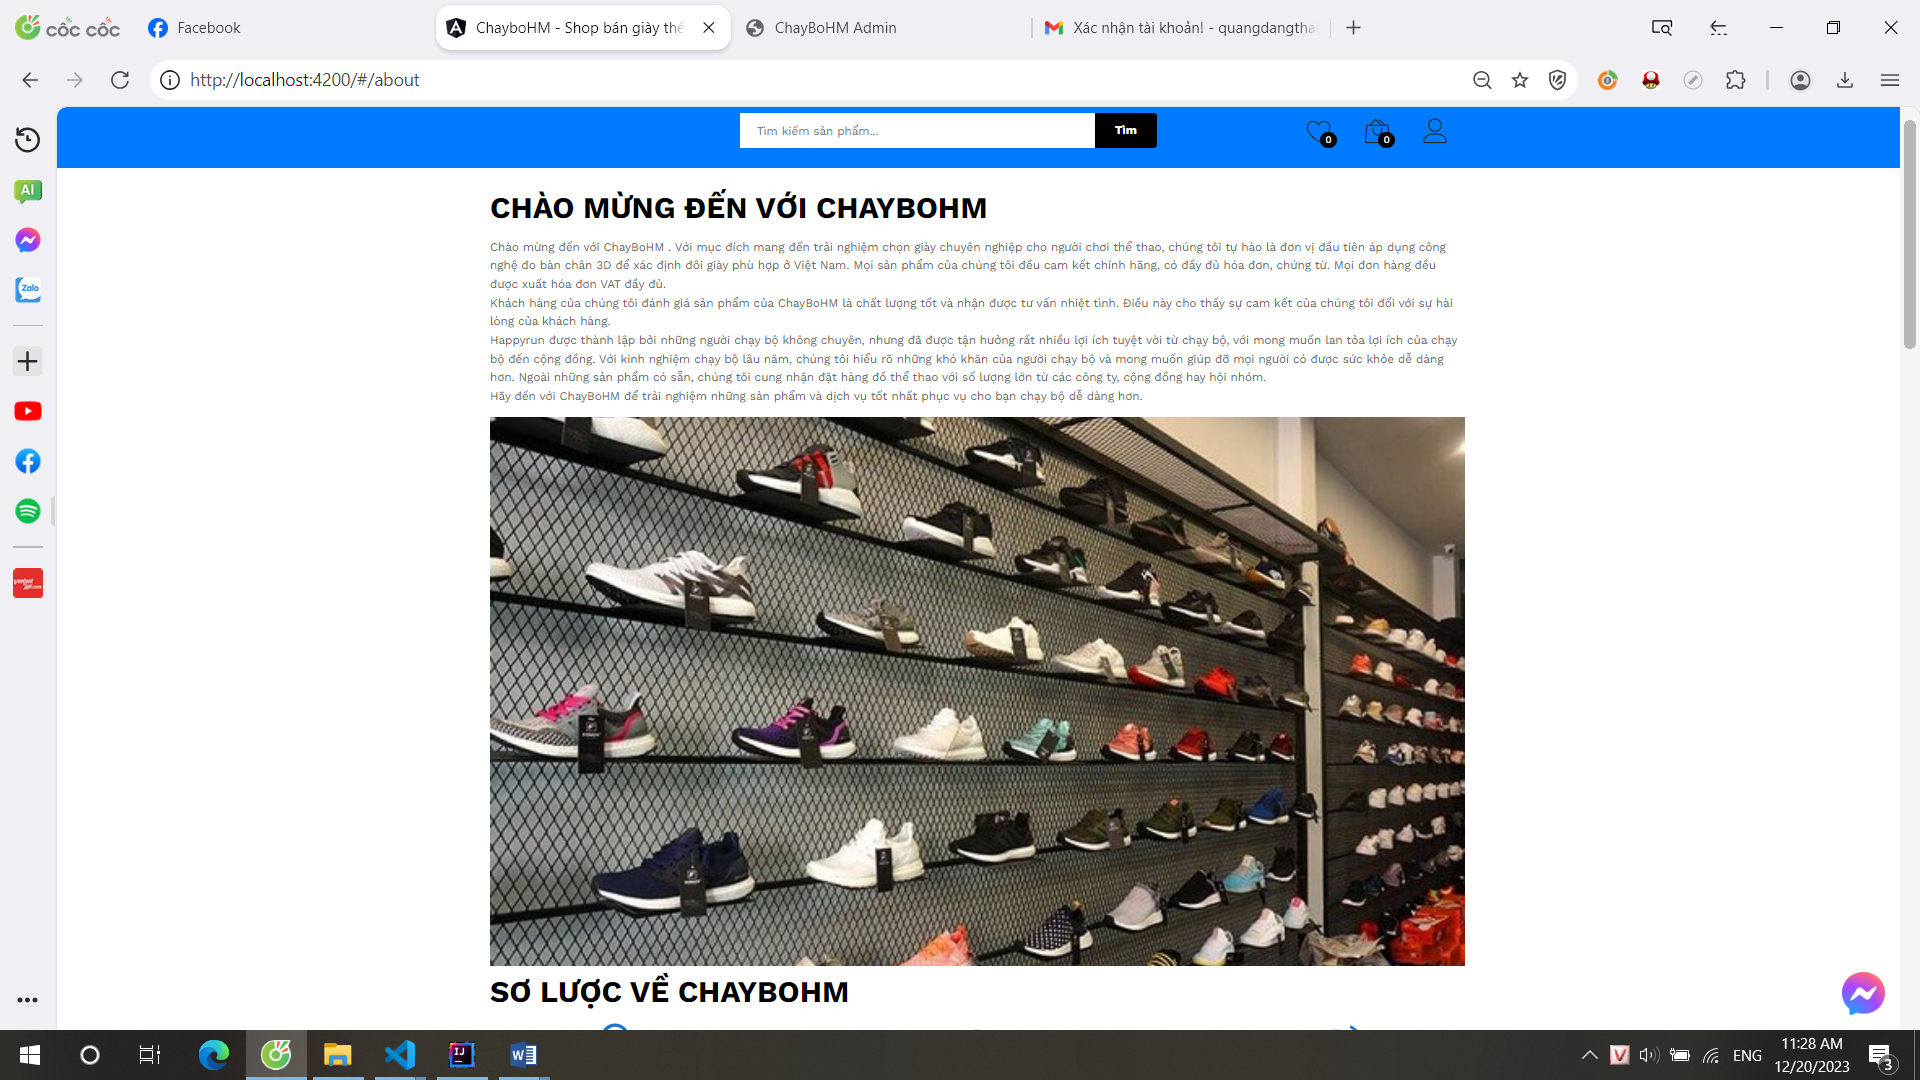 cốc cốc
Facebook
ChayboHM - Shop bán giày thể
ChayBoHM Admin
Xác nhận tài khoản! - quangdangthai
http://localhost:4200/#/about
Tìm kiếm sản phẩm...
Tìm
0
0
AI
Zalo
CHÀO MỪNG ĐẾN VỚI CHAYBOHM
Chào mừng đến với ChayBoHM . Với mục đích mang đến trải nghiệm chọn giày chuyên nghiệp cho người chơi thể thao, chúng tôi tự hào là đơn vị đầu tiên áp dụng công
nghệ đo bàn chân 3D để xác định đôi giày phù hợp ở Việt Nam. Mọi sản phẩm của chúng tôi đều cam kết chính hãng, có đầy đủ hóa đơn, chứng từ. Mọi đơn hàng đều
được xuất hóa đơn VAT đầy đủ.
Khách hàng của chúng tôi đánh giá sản phẩm của ChayBoHM là chất lượng tốt và nhận được tư vấn nhiệt tình. Điều này cho thấy sự cam kết của chúng tôi đối với sự hài
lòng của khách hàng.
Happyrun được thành lập bởi những người chạy bộ không chuyên, nhưng đã được tận hưởng rất nhiều lợi ích tuyệt vời từ chạy bộ, với mong muốn lan tỏa lợi ích của chạy
bộ đến cộng đồng. Với kinh nghiệm chạy bộ lâu năm, chúng tôi hiểu rõ những khó khăn của người chạy bộ và mong muốn giúp đỡ mọi người có được sức khỏe dễ dàng
hơn. Ngoài những sản phẩm có sẵn, chúng tôi cung nhận đặt hàng đồ thể thao với số lượng lớn từ các công ty, cộng đồng hay hội nhóm.
Hãy đến với ChayBoHM để trải nghiệm những sản phẩm và dịch vụ tốt nhất phục vụ cho bạn chạy bộ dễ dàng hơn.
SƠ LƯỢC VỀ CHAYBOHM
ENG
11:28 AM
12/20/2023
3